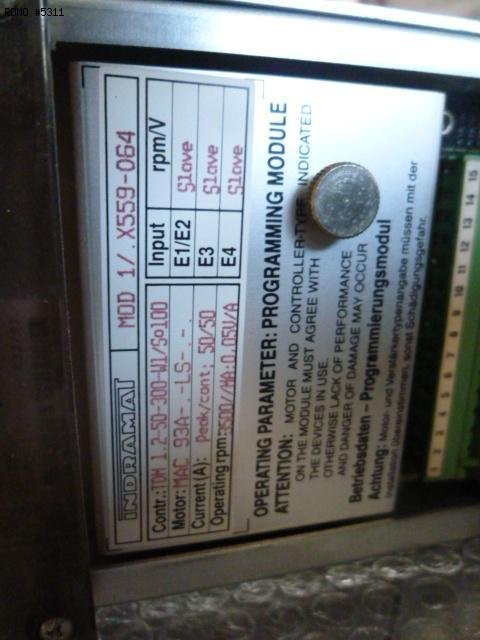 RDMO #5311
INDRAMAT MOD 1/.X559-064
Contr.: TDM 1.2-50-300-W1/So100
Motor: MAC 93A-.-LS-.-.
Current (A): Peak/cont: 50/50
Operating rpm: 3500//MA:0.05V/A
Input rpm/V
E1/E2 Slave
E3 Slave
E4 Slave
OPERATING PARAMETER: PROGRAMMING MODULE
ATTENTION: MOTOR AND CONTROLLER-TYPE INDICATED
ON THE MODULE MUST AGREE WITH
THE DEVICES IN USE.
OTHERWISE LACK OF PERFORMANCE
AND DANGER OF DAMAGE MAY OCCUR
Betriebsdaten - Programmierungsmodul
Achtung: Motor- und Verstärkertypenangabe müssen mit der
Installation übereinstimmen, sonst Schädigungsgefahr.
1 2 3 4 5 6 7 8 9 10 11 12 13 14 15